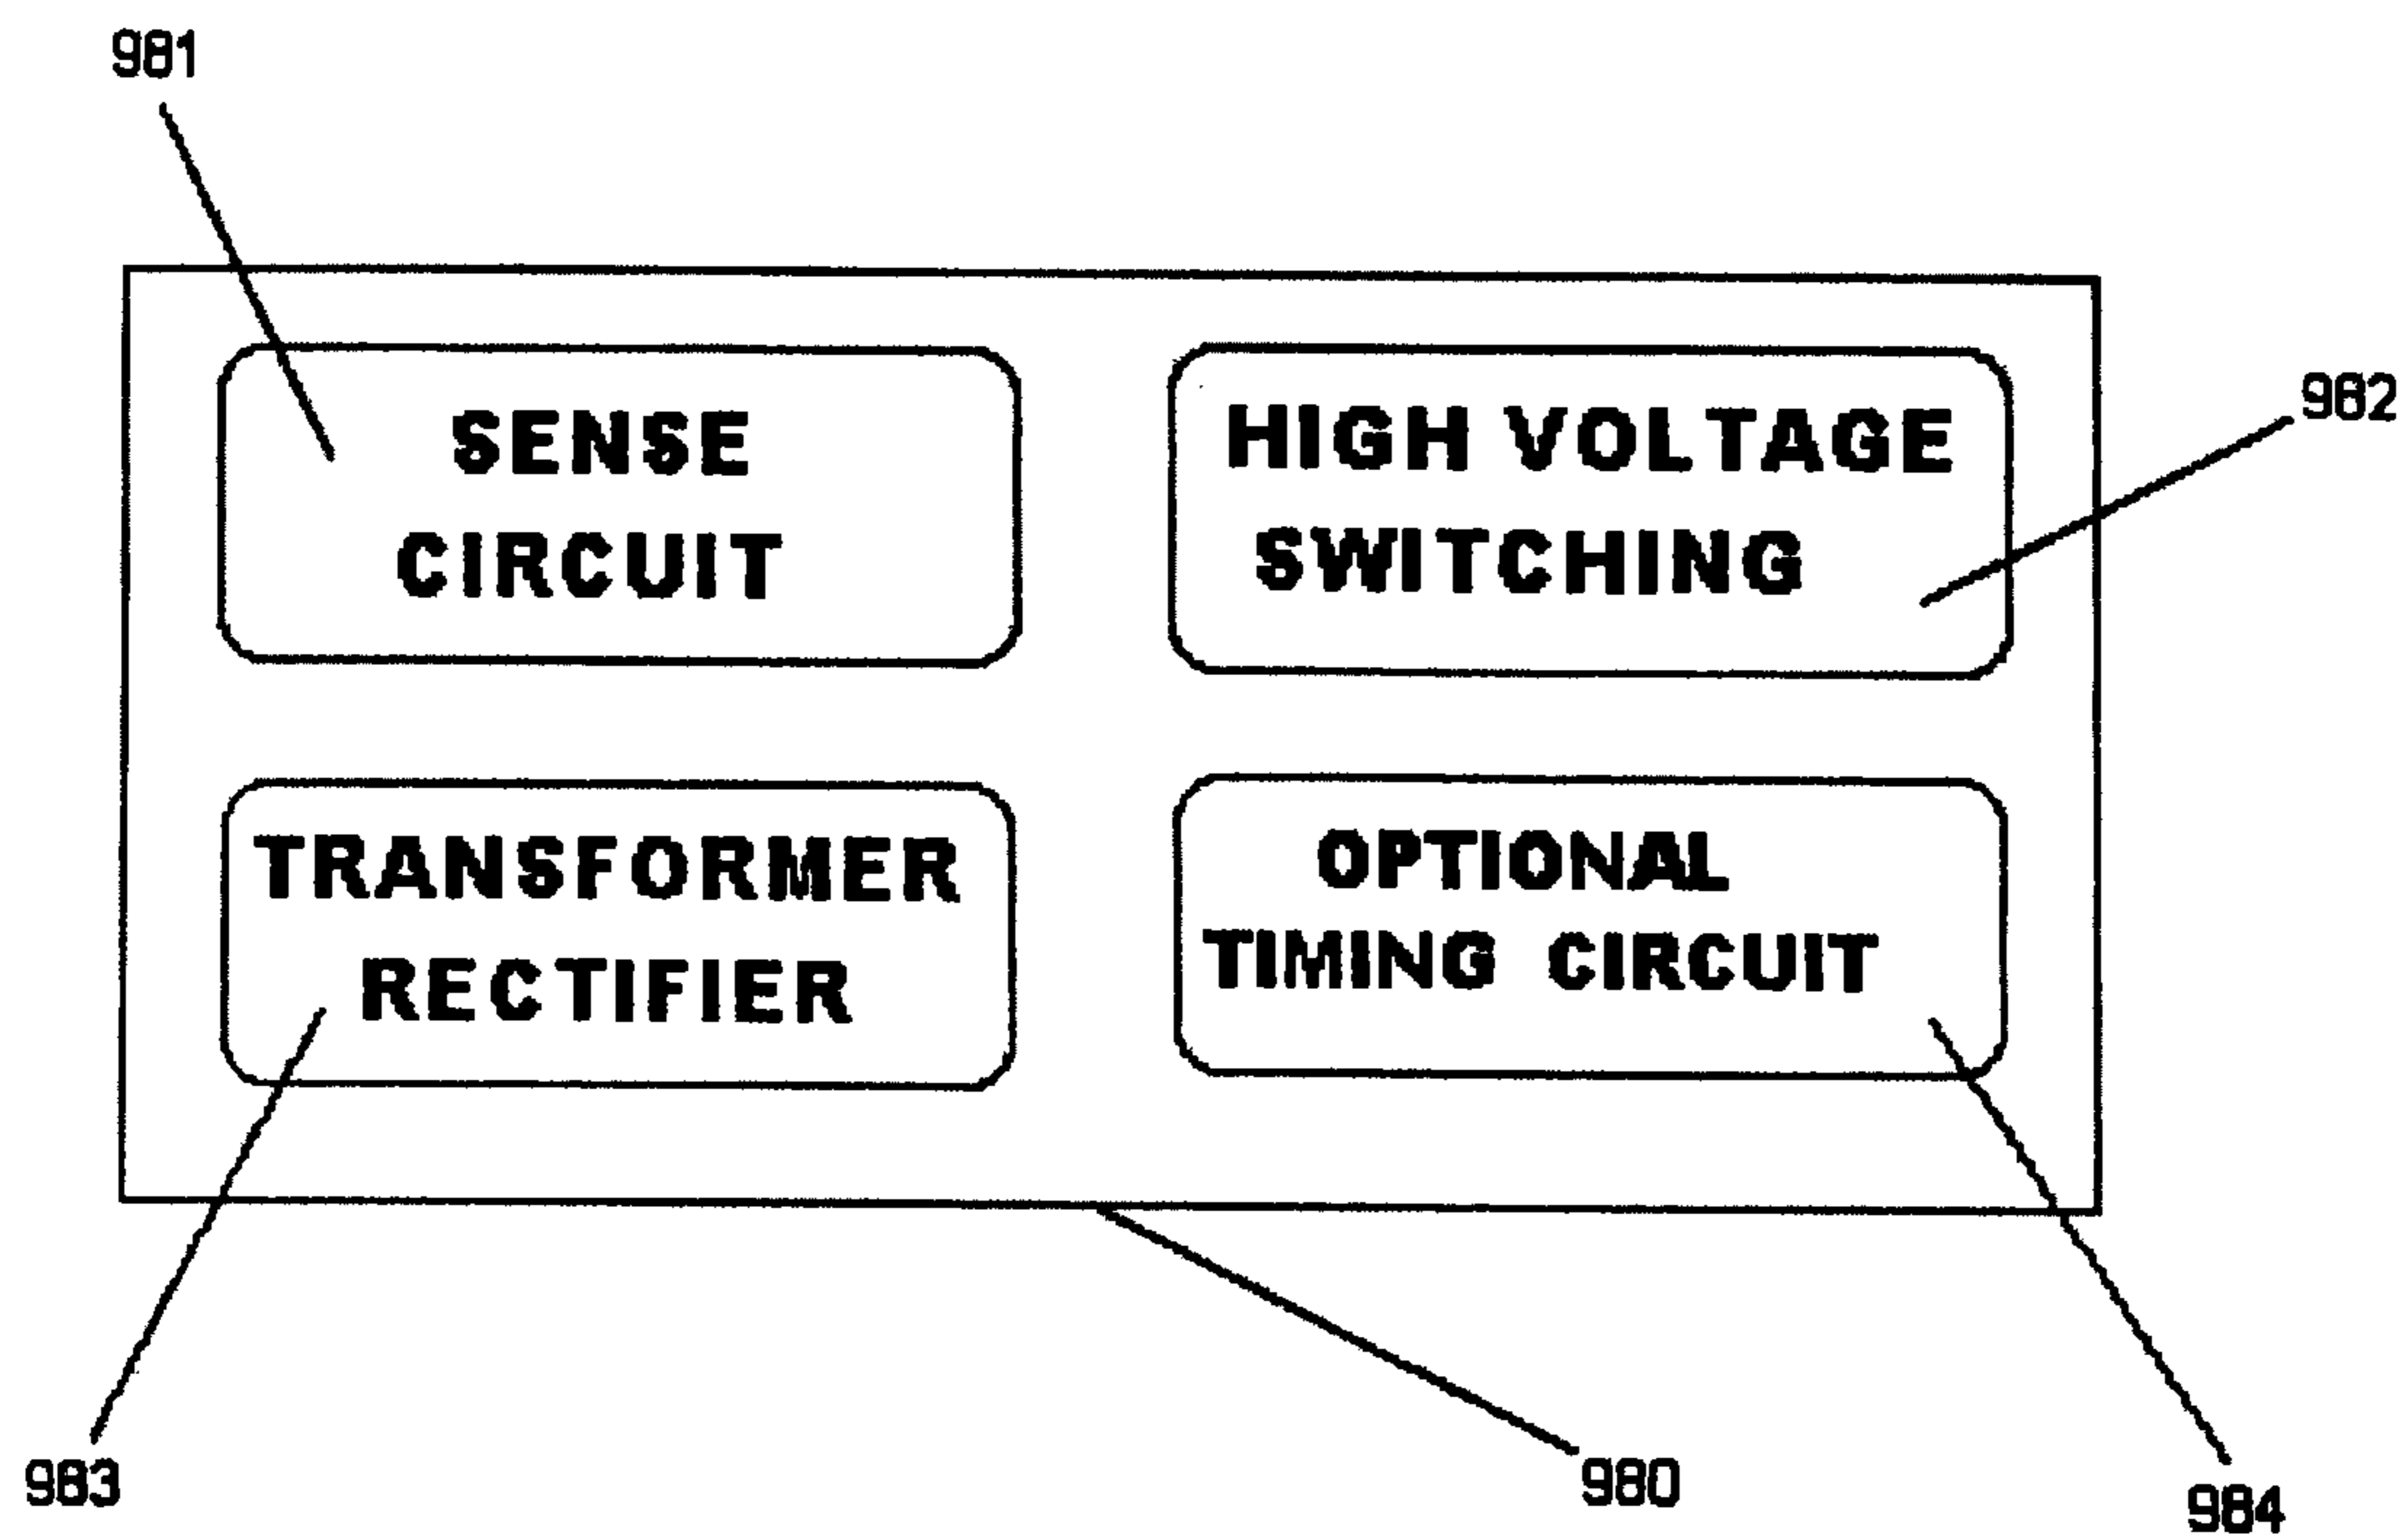 981
SENSE
CIRCUIT
HIGH VOLTAGE
SWITCHING
982
TRANSFORMER
RECTIFIER
OPTIONAL
TIMING CIRCUIT
983
980
984